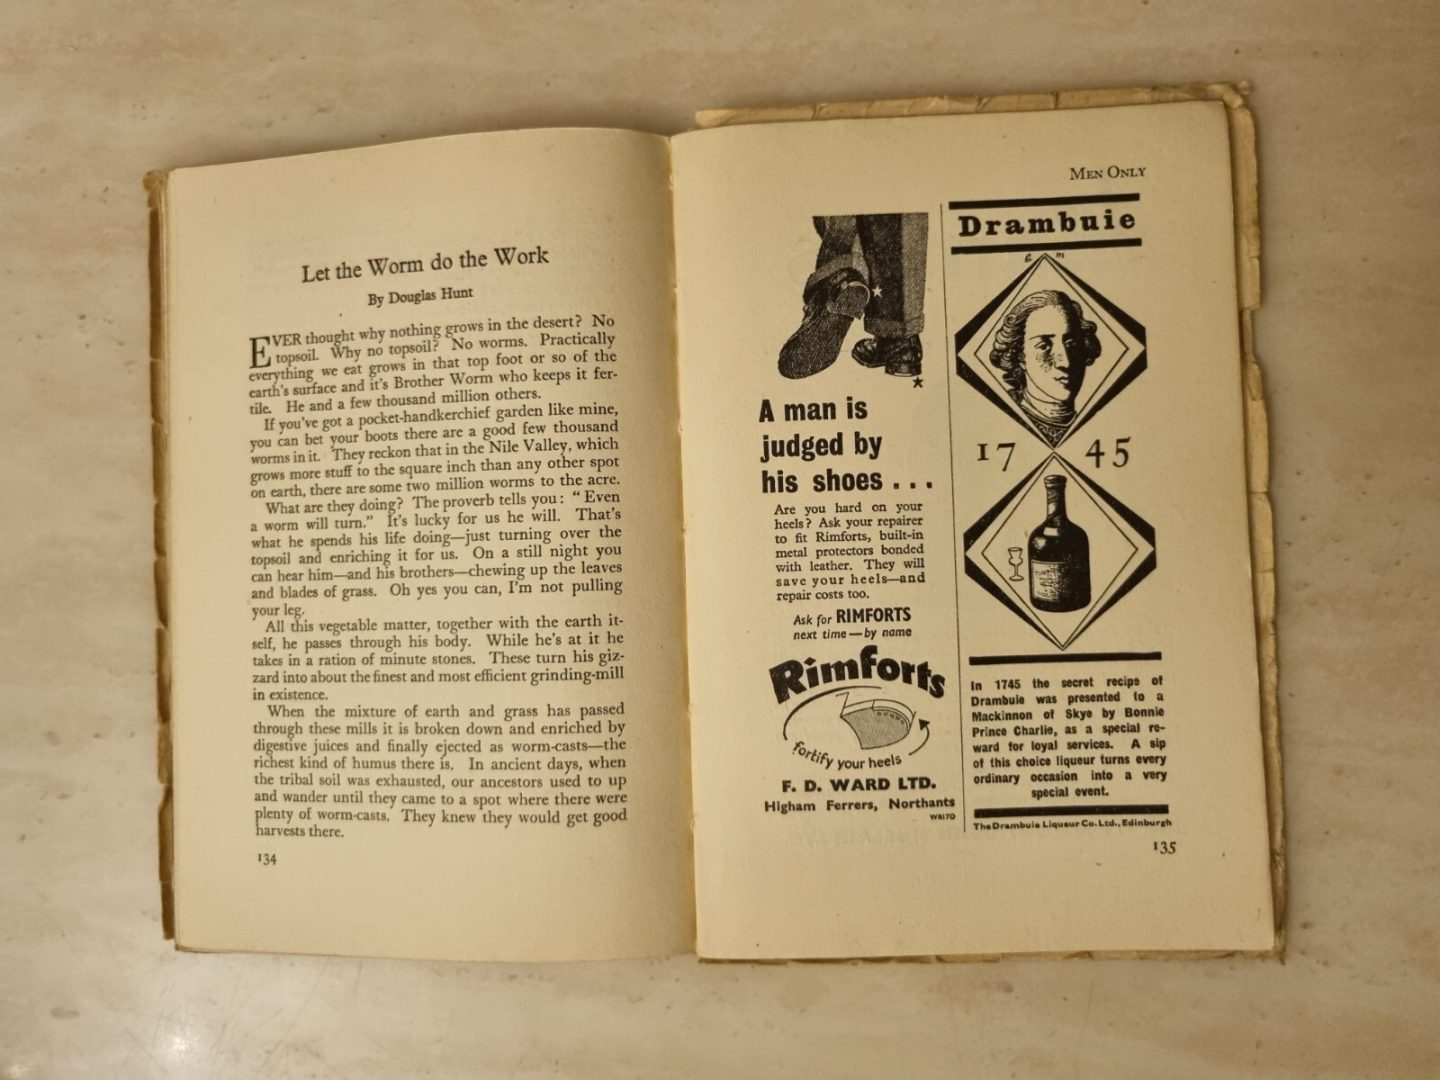 Let the Worm do the Work
By Douglas Hunt
EVER thought why nothing grows in the desert? No
topsoil. Why no topsoil? No worms. Practically
everything we eat grows in that top foot or so of the
earth's surface and it's Brother Worm who keeps it fer-
tile. He and a few thousand million others.
If you've got a pocket-handkerchief garden like mine,
you can bet your boots there are a good few thousand
worms in it. They reckon that in the Nile Valley, which
grows more stuff to the square inch than any other spot
on earth, there are some two million worms to the acre.
What are they doing? The proverb tells you: "Even
a worm will turn." It's lucky for us he will. That's
what he spends his life doing—just turning over the
topsoil and enriching it for us. On a still night you
can hear him—and his brothers—chewing up the leaves
and blades of grass. Oh yes you can, I'm not pulling
your leg.
All this vegetable matter, together with the earth it-
self, he passes through his body. While he's at it he
takes in a ration of minute stones. These turn his giz-
zard into about the finest and most efficient grinding-mill
in existence.
When the mixture of earth and grass has passed
through these mills it is broken down and enriched by
digestive juices and finally ejected as worm-casts—the
richest kind of humus there is. In ancient days, when
the tribal soil was exhausted, our ancestors used to up
and wander until they came to a spot where there were
plenty of worm-casts. They knew they would get good
harvests there.
134
MEN ONLY
A man is
judged by
his shoes . . .
Are you hard on your
heels? Ask your repairer
to fit Rimforts, built-in
metal protectors bonded
with leather. They will
save your heels—and
repair costs too.
Ask for RIMFORTS
next time—by name
Rimforts
fortify your heels
F. D. WARD LTD.
Higham Ferrers, Northants
Drambuie
17 45
In 1745 the secret recipe of
Drambuie was presented to a
Mackinnon of Skye by Bonnie
Prince Charlie, as a special re-
ward for loyal services. A sip
of this choice liqueur turns every
ordinary occasion into a very
special event.
The Drambuie Liqueur Co. Ltd., Edinburgh
135